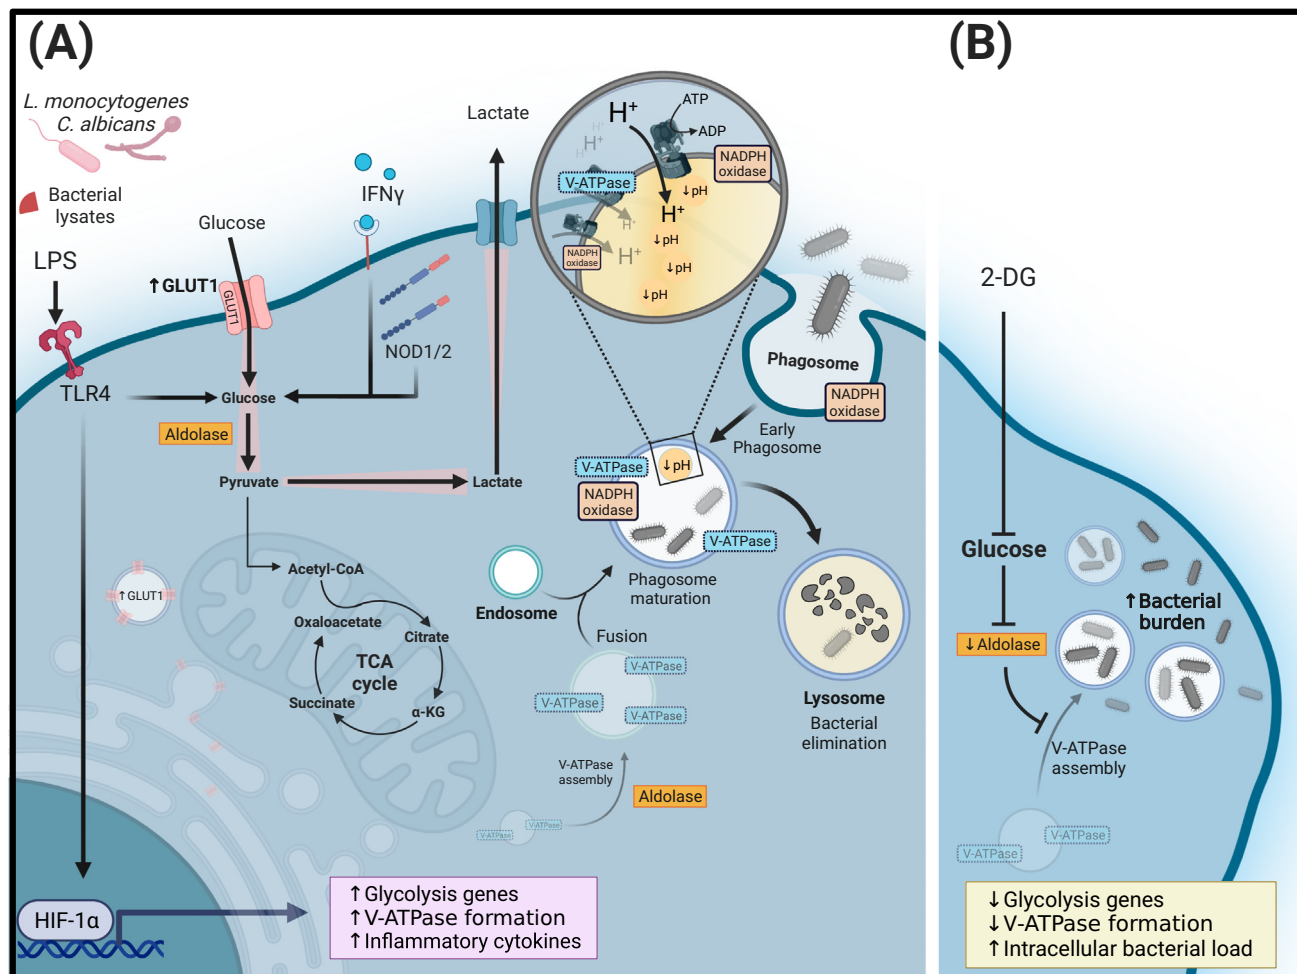 (A)
L. monocytogenes
C. albicans
Bacterial
lysates
LPS
TLR4
Glucose
↑GLUT1
GLUT1
Glucose
Aldolase
Pyruvate
Lactate
Lactate
IFNγ
NOD1/2
H+
H+
ATP
ADP
NADPH
oxidase
V-ATPase
↓pH
H+
H+
↓pH
NADPH
oxidase
H+
↓pH
↓pH
Phagosome
NADPH
oxidase
Early
Phagosome
V-ATPase
↓pH
NADPH
oxidase
V-ATPase
Phagosome
maturation
Endosome
Fusion
V-ATPase
V-ATPase
V-ATPase
V-ATPase
assembly
Aldolase
V-ATPase
V-ATPase
Lysosome
Bacterial
elimination
↑GLUT1
Acetyl-CoA
Oxaloacetate
Citrate
TCA
cycle
Succinate
α-KG
HIF-1α
↑Glycolysis genes
↑V-ATPase formation
↑Inflammatory cytokines
(B)
2-DG
Glucose
↓Aldolase
↑Bacterial
burden
V-ATPase
assembly
V-ATPase
V-ATPase
↓Glycolysis genes
↓V-ATPase formation
↑Intracellular bacterial load